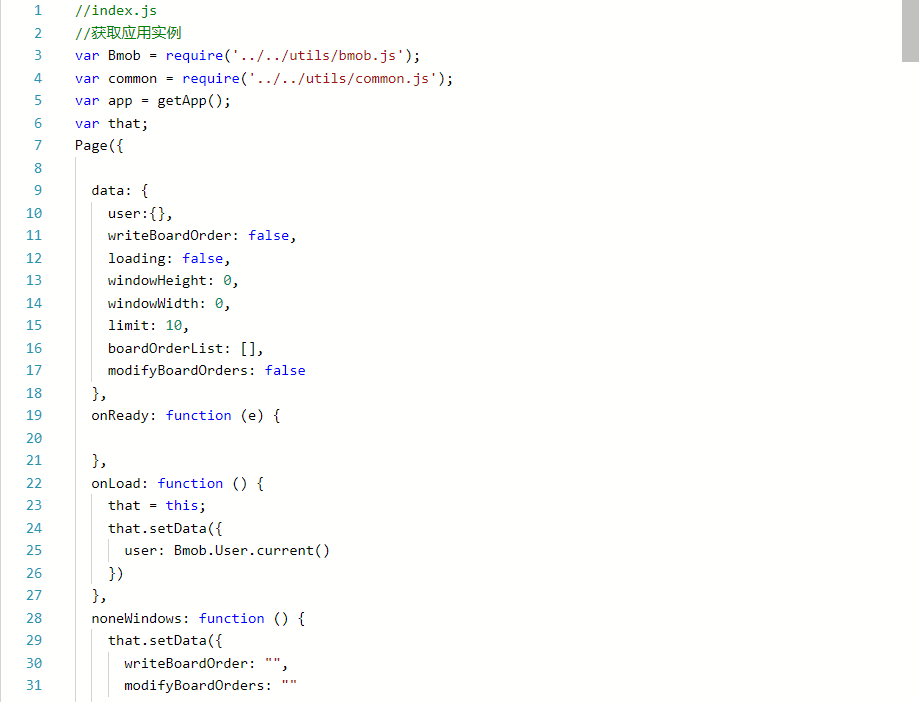 1 //index.js
2 //获取应用实例
3 var Bmob = require('../../utils/bmob.js');
4 var common = require('../../utils/common.js');
5 var app = getApp();
6 var that;
7 Page({
8
9 data: {
10 user:{},
11 writeBoardOrder: false,
12 loading: false,
13 windowHeight: 0,
14 windowWidth: 0,
15 limit: 10,
16 boardOrderList: [],
17 modifyBoardOrders: false
18 },
19 onReady: function (e) {
20
21 },
22 onLoad: function () {
23 that = this;
24 that.setData({
25 user: Bmob.User.current()
26 })
27 },
28 noneWindows: function () {
29 that.setData({
30 writeBoardOrder: "",
31 modifyBoardOrders: ""